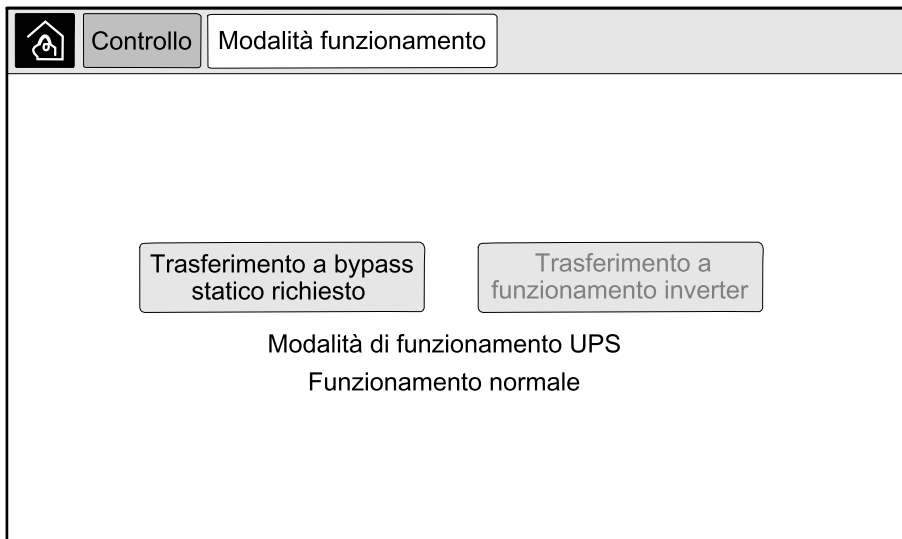 Controllo Modalità funzionamento
Trasferimento a bypass
statico richiesto
Trasferimento a
funzionamento inverter
Modalità di funzionamento UPS
Funzionamento normale